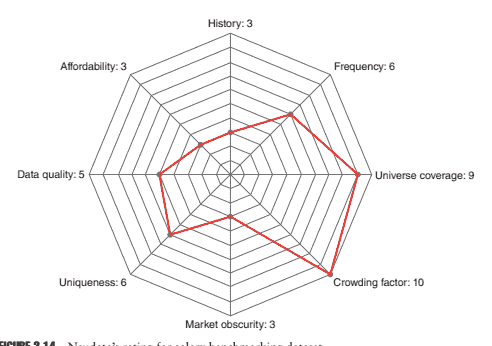 History: 3
Affordability: 3
Frequency: 6
Data quality: 5
Universe coverage: 9
Uniqueness: 6
Crowding factor: 10
Market obscurity: 3